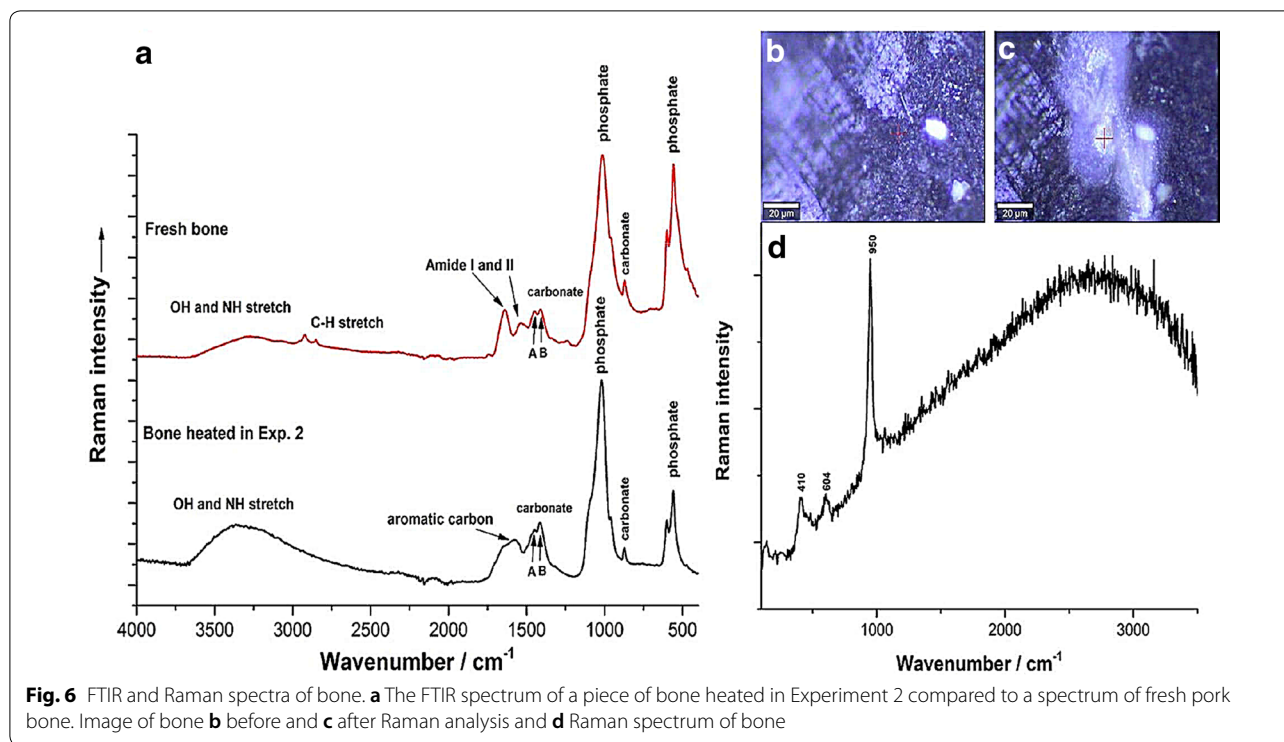 a
phosphate
phosphate
Fresh bone
carbonate
Amide I and II
carbonate
OH and NH stretch
C-H stretch
A
B
phosphate
Bone heated in Exp. 2
phosphate
OH and NH stretch
carbonate
carbonate
aromatic carbon
A
B
Raman intensity
4000 3500 3000 2500 2000 1500 1000 500
Wavenumber / cm-1
b
20 µm
c
20 µm
d
950
410
604
Raman intensity
1000 2000 3000
Wavenumber / cm-1
Fig. 6 FTIR and Raman spectra of bone. a The FTIR spectrum of a piece of bone heated in Experiment 2 compared to a spectrum of fresh pork
bone. Image of bone b before and c after Raman analysis and d Raman spectrum of bone